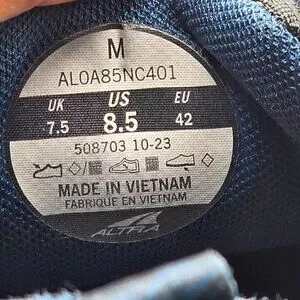 M
AL0A85NC401
UK US EU
7.5 8.5 42
508703 10-23
MADE IN VIETNAM
FABRIQUE EN VIETNAM
ALTRA